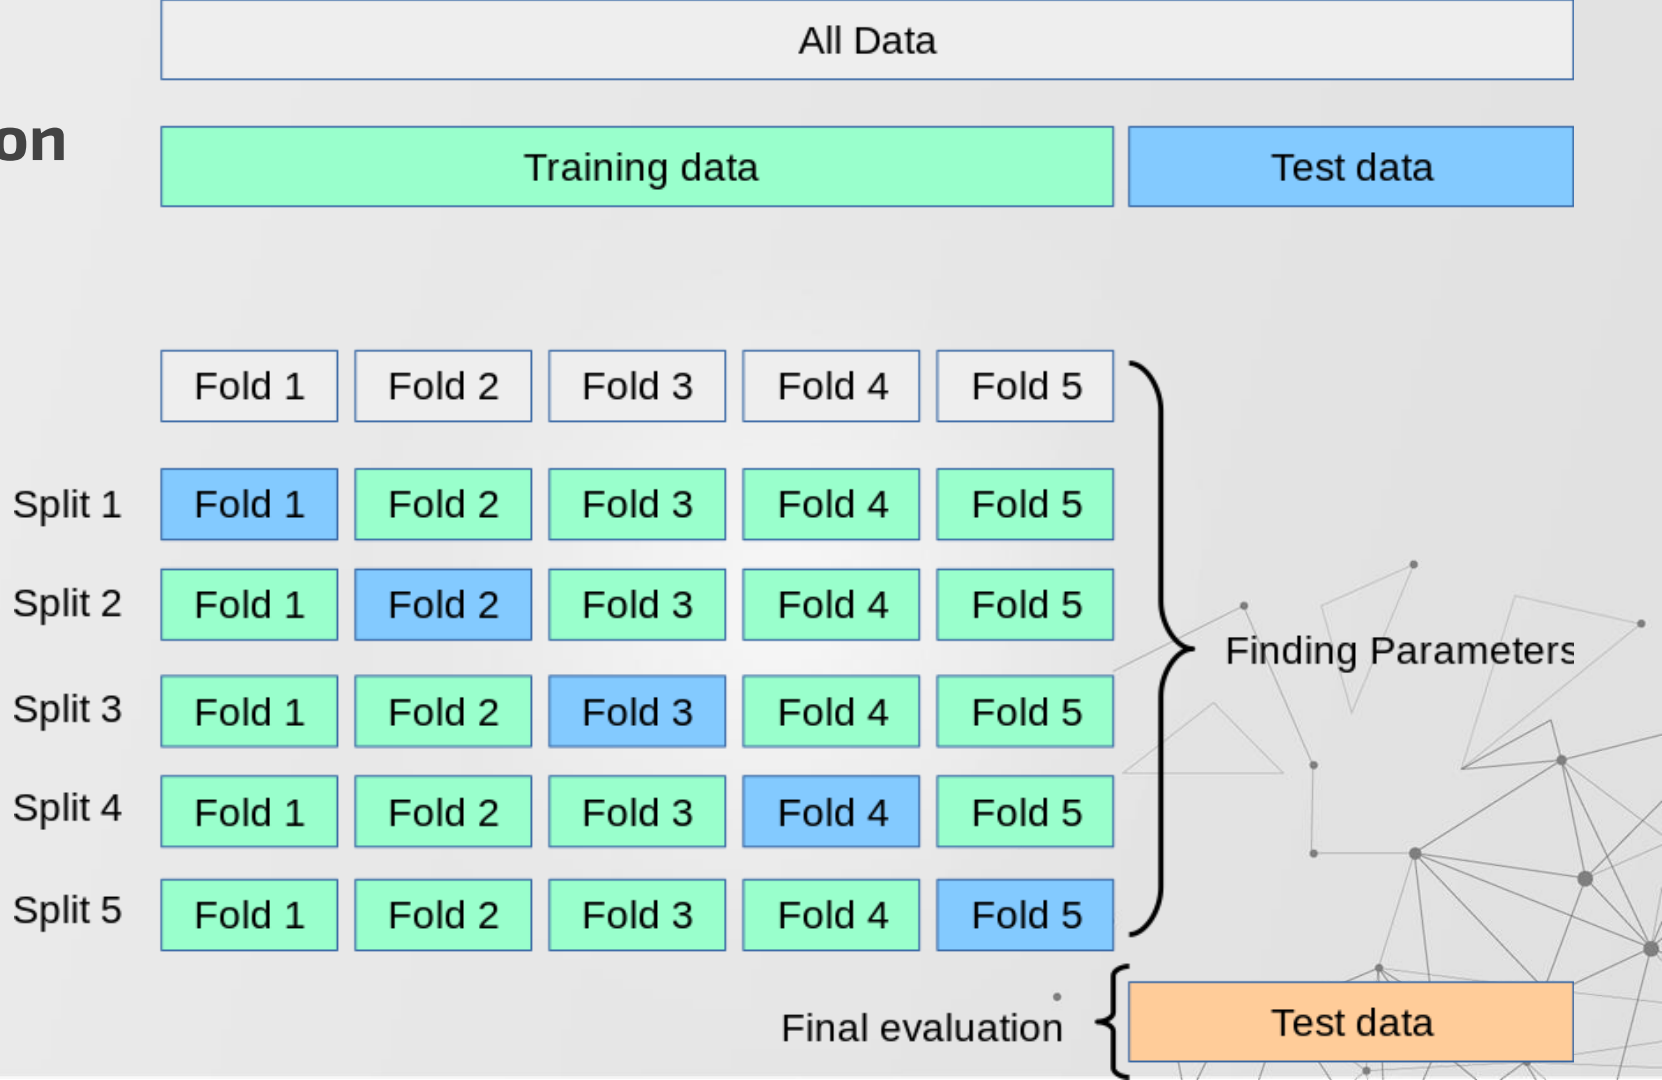 All Data
on
Training data Test data
Fold 1 Fold 2 Fold 3 Fold 4 Fold 5
Split 1 Fold 1 Fold 2 Fold 3 Fold 4 Fold 5
Split 2 Fold 1 Fold 2 Fold 3 Fold 4 Fold 5
Finding Parameters
Split 3 Fold 1 Fold 2 Fold 3 Fold 4 Fold 5
Split 4 Fold 1 Fold 2 Fold 3 Fold 4 Fold 5
Split 5 Fold 1 Fold 2 Fold 3 Fold 4 Fold 5
Final evaluation Test data